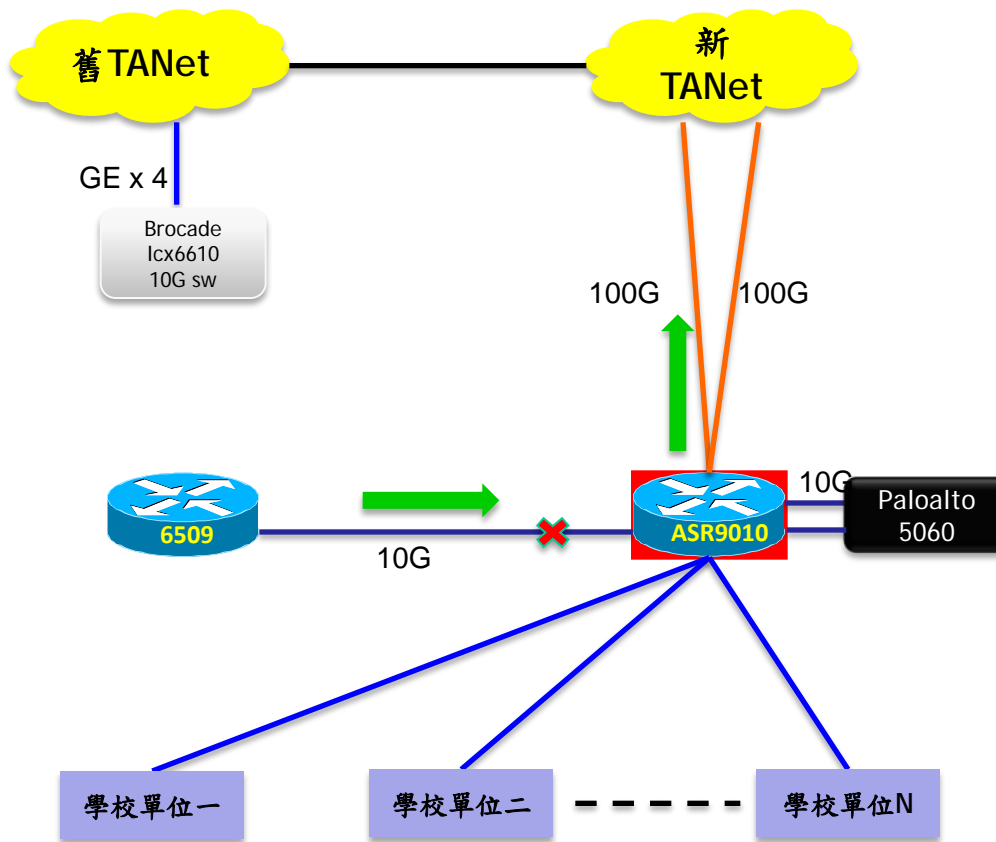 舊TANet
新
TANet
GE x 4
Brocade
Icx6610
10G sw
100G
100G
6509
10G
ASR9010
10G
Paloalto
5060
學校單位一
學校單位二
學校單位N